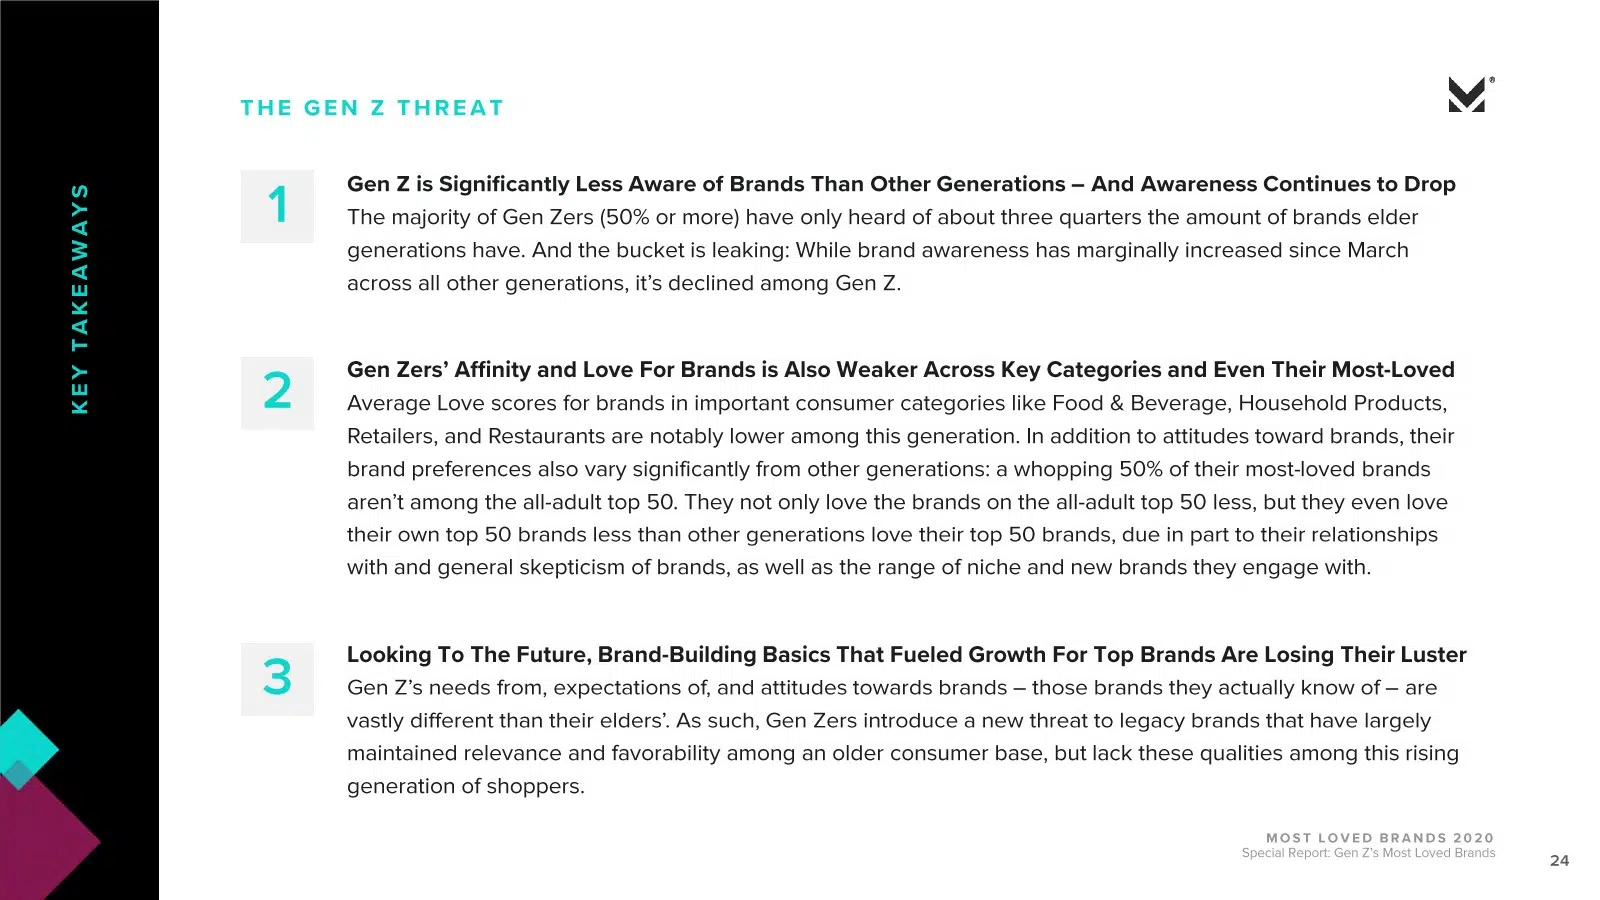 KEY TAKEAWAYS
THE GEN Z THREAT
®
1
Gen Z is Significantly Less Aware of Brands Than Other Generations – And Awareness Continues to Drop
The majority of Gen Zers (50% or more) have only heard of about three quarters the amount of brands elder
generations have. And the bucket is leaking: While brand awareness has marginally increased since March
across all other generations, it’s declined among Gen Z.
2
Gen Zers’ Affinity and Love For Brands is Also Weaker Across Key Categories and Even Their Most-Loved
Average Love scores for brands in important consumer categories like Food & Beverage, Household Products,
Retailers, and Restaurants are notably lower among this generation. In addition to attitudes toward brands, their
brand preferences also vary significantly from other generations: a whopping 50% of their most-loved brands
aren’t among the all-adult top 50. They not only love the brands on the all-adult top 50 less, but they even love
their own top 50 brands less than other generations love their top 50 brands, due in part to their relationships
with and general skepticism of brands, as well as the range of niche and new brands they engage with.
3
Looking To The Future, Brand-Building Basics That Fueled Growth For Top Brands Are Losing Their Luster
Gen Z’s needs from, expectations of, and attitudes towards brands – those brands they actually know of – are
vastly different than their elders’. As such, Gen Zers introduce a new threat to legacy brands that have largely
maintained relevance and favorability among an older consumer base, but lack these qualities among this rising
generation of shoppers.
MOST LOVED BRANDS 2020
Special Report: Gen Z’s Most Loved Brands
24